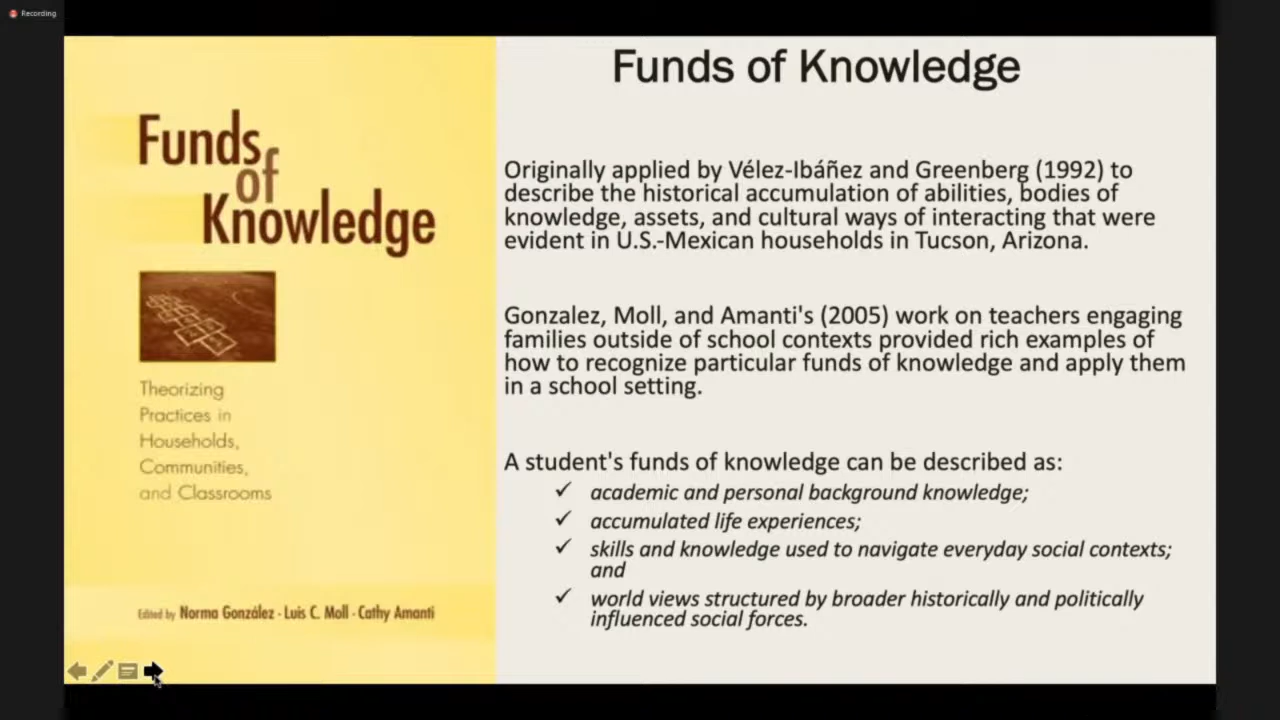 Recording
Funds
of
Knowledge
Theorizing
Practices in
Households,
Communities,
and Classrooms
Edited by Norma González · Luis C. Moll · Cathy Amanti
Funds of Knowledge
Originally applied by Vélez-Ibáñez and Greenberg (1992) to
describe the historical accumulation of abilities, bodies of
knowledge, assets, and cultural ways of interacting that were
evident in U.S.-Mexican households in Tucson, Arizona.
Gonzalez, Moll, and Amanti's (2005) work on teachers engaging
families outside of school contexts provided rich examples of
how to recognize particular funds of knowledge and apply them
in a school setting.
A student's funds of knowledge can be described as:
✓ academic and personal background knowledge;
✓ accumulated life experiences;
✓ skills and knowledge used to navigate everyday social contexts;
and
✓ world views structured by broader historically and politically
influenced social forces.